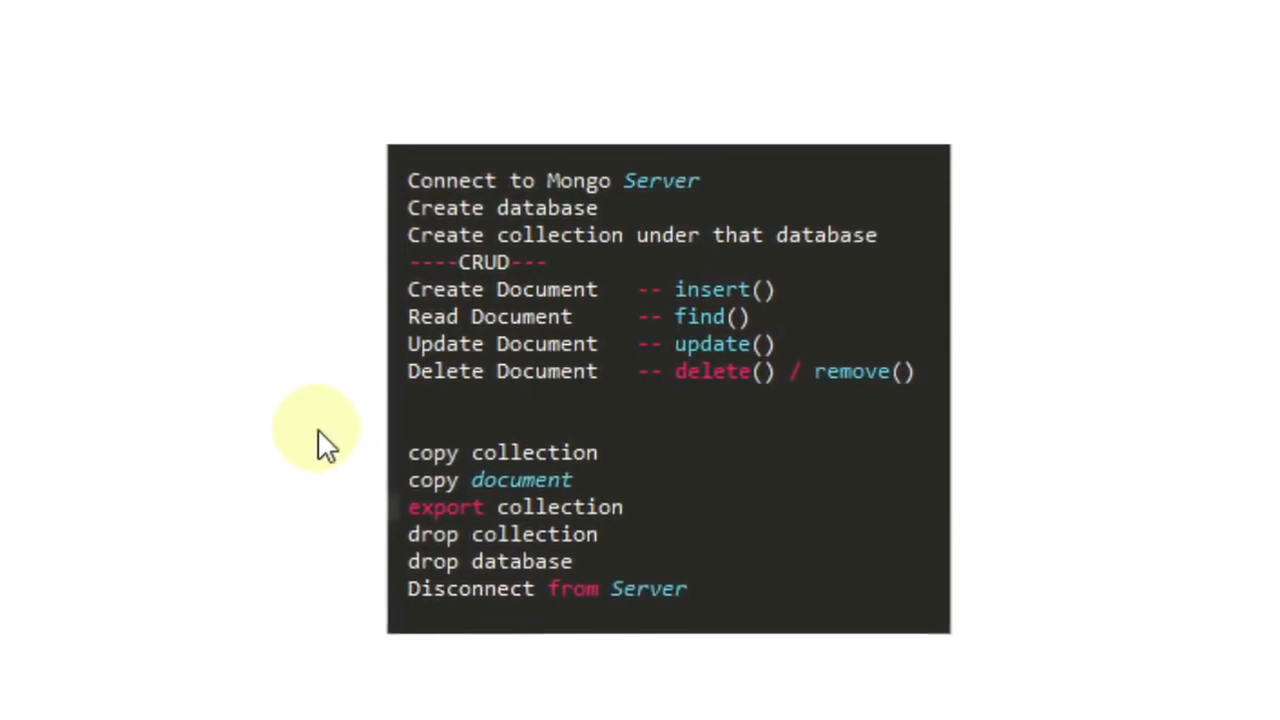 Connect to Mongo Server
Create database
Create collection under that database
----CRUD---
Create Document   -- insert()
Read Document     -- find()
Update Document   -- update()
Delete Document   -- delete() / remove()
copy collection
copy document
export collection
drop collection
drop database
Disconnect from Server